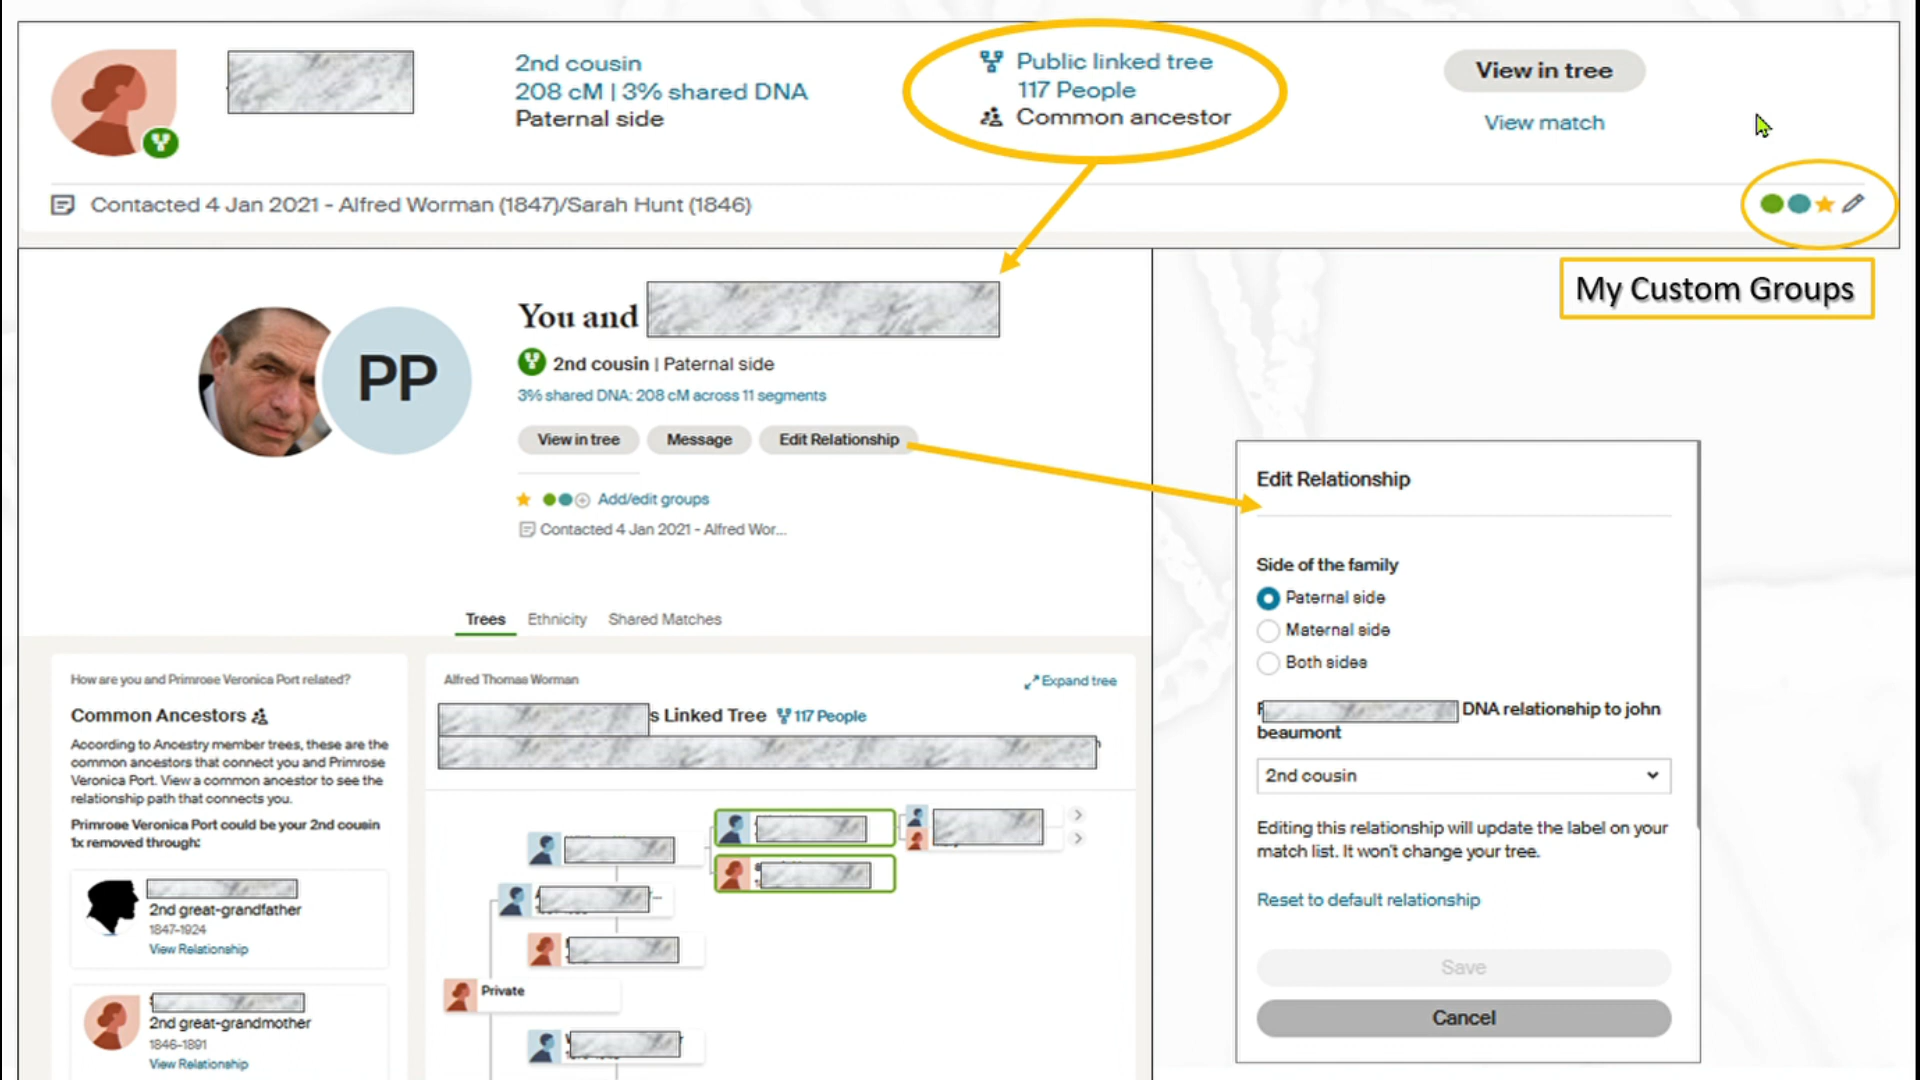 2nd cousin
208 cM | 3% shared DNA
Paternal side
Public linked tree
117 People
Common ancestor
View in tree
View match
Contacted 4 Jan 2021 - Alfred Worman (1847)/Sarah Hunt (1846)
My Custom Groups
PP
You and
2nd cousin | Paternal side
3% shared DNA: 208 cM across 11 segments
View in tree
Message
Edit Relationship
Add/edit groups
Contacted 4 Jan 2021 - Alfred Wor...
Trees
Ethnicity
Shared Matches
How are you and Primrose Veronica Port related?
Common Ancestors
According to Ancestry member trees, these are the
common ancestors that connect you and Primrose
Veronica Port. View a common ancestor to see the
relationship path that connects you.
Primrose Veronica Port could be your 2nd cousin
1x removed through:
2nd great-grandfather
1847-1924
View Relationship
2nd great-grandmother
1846-1891
View Relationship
Alfred Thomas Worman
Expand tree
s Linked Tree 117 People
Private
Edit Relationship
Side of the family
Paternal side
Maternal side
Both sides
DNA relationship to john
beaumont
2nd cousin
Editing this relationship will update the label on your
match list. It won't change your tree.
Reset to default relationship
Save
Cancel